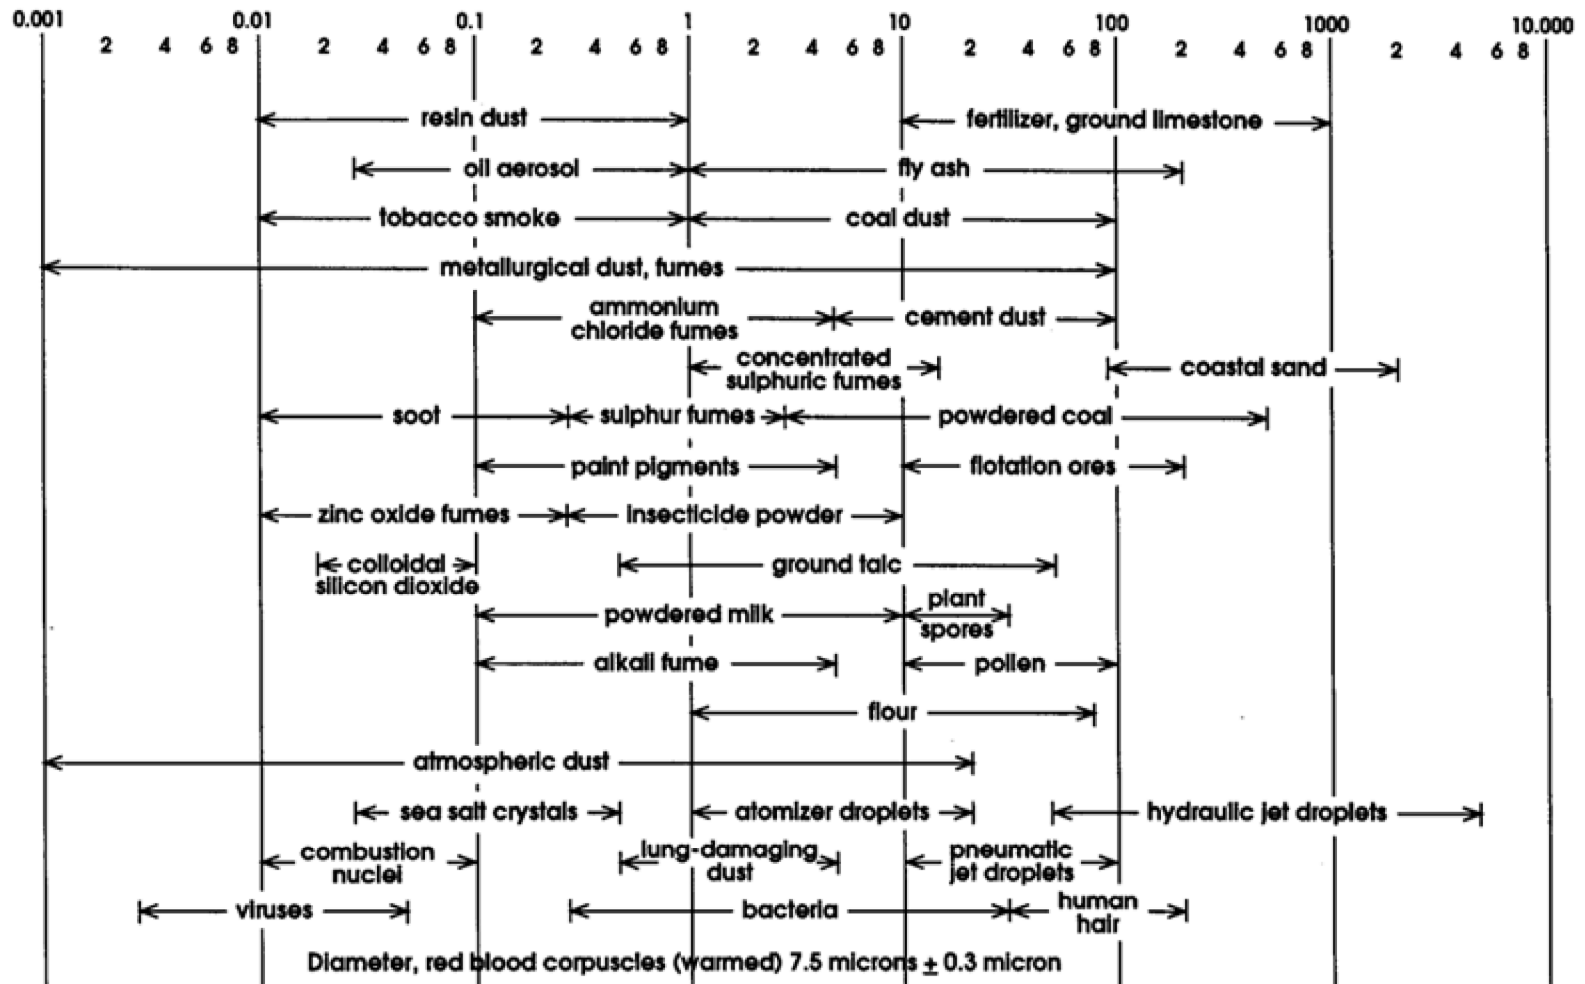 0.001 0.01 0.1 1 10 100 1000 10.000
2 4 6 8 2 4 6 8 2 4 6 8 2 4 6 8 2 4 6 8 2 4 6 8 2 4 6 8
resin dust fertilizer, ground limestone
oil aerosol fly ash
tobacco smoke coal dust
metallurgical dust, fumes
ammonium
chloride fumes cement dust
concentrated
sulphuric fumes coastal sand
soot sulphur fumes powdered coal
paint pigments flotation ores
zinc oxide fumes insecticide powder
colloidal
silicon dioxide ground talc
powdered milk plant
spores
alkali fume pollen
flour
atmospheric dust
sea salt crystals atomizer droplets hydraulic jet droplets
combustion
nuclei
lung-damaging
dust
pneumatic
jet droplets
viruses bacteria human
hair
Diameter, red blood corpuscles (warmed) 7.5 microns ± 0.3 micron